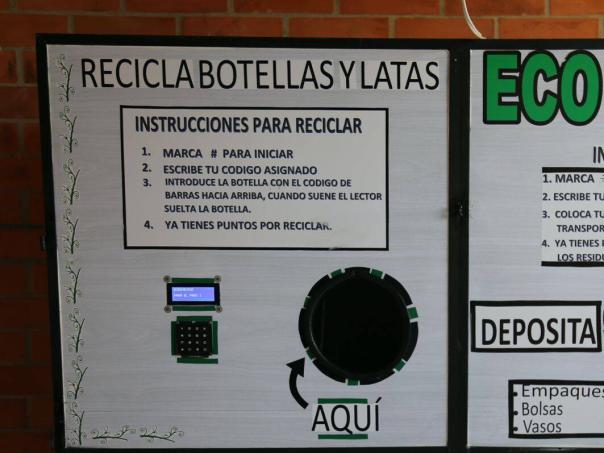 RECICLA BOTELLAS Y LATAS
INSTRUCCIONES PARA RECICLAR
1. MARCA # PARA INICIAR
2. ESCRIBE TU CODIGO ASIGNADO
3. INTRODUCE LA BOTELLA CON EL CODIGO DE
BARRAS HACIA ARRIBA, CUANDO SUENE EL LECTOR
SUELTA LA BOTELLA.
4. YA TIENES PUNTOS POR RECICLAR.
AQUÍ
ECO
IN
1. MARCA
2. ESCRIBE TU
3. COLOCA TU
TRANSPOR
4. YA TIENES
LOS RESIDU
DEPOSITA
• Empaques
• Bolsas
• Vasos